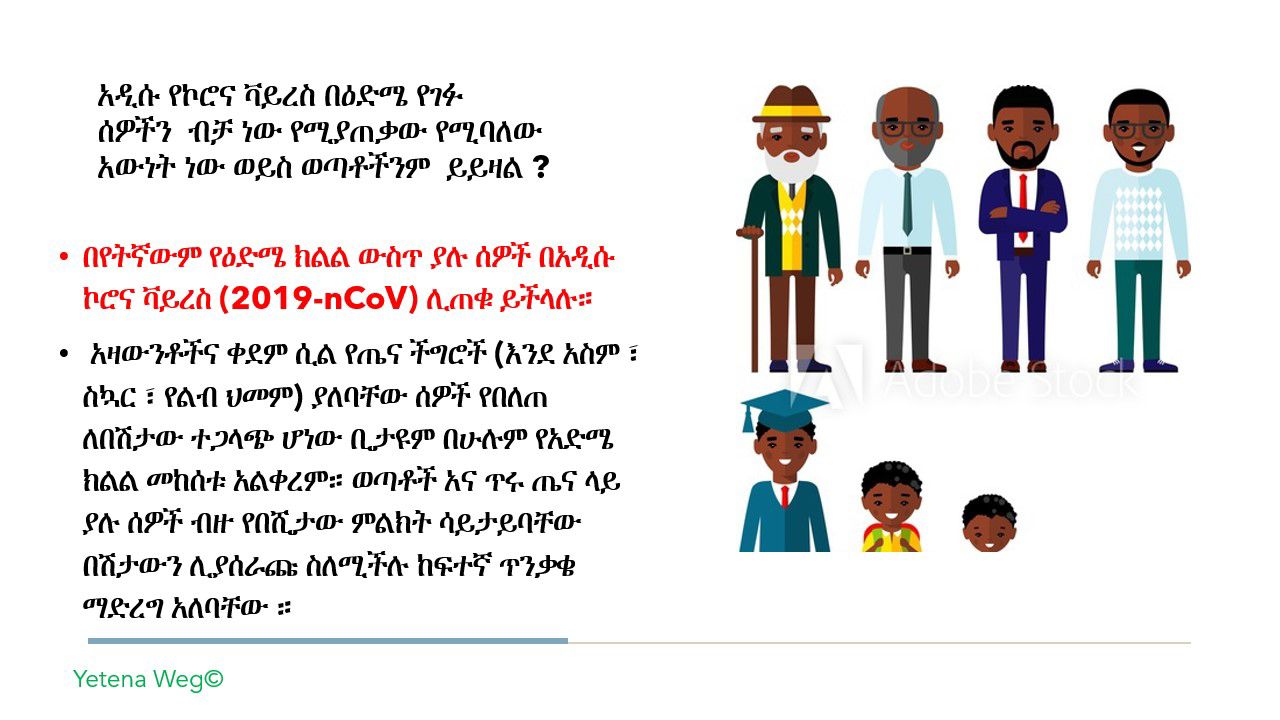 አዲሱ የኮሮና ቫይረስ በዕድሜ የገፉ
ሰዎችን ብቻ ነው የሚያጠቃው የሚባለው
እውነት ነው ወይስ ወጣቶችንም ይይዛል ?
• በየትኛውም የዕድሜ ክልል ውስጥ ያሉ ሰዎች በአዲሱ
ኮሮና ቫይረስ (2019-nCoV) ሊጠቁ ይችላሉ።
• አዛውንቶችና ቀደም ሲል የጤና ችግሮች (እንደ አስም ፣
ስኳር ፣ የልብ ህመም) ያለባቸው ሰዎች የበለጠ
ለበሽታው ተጋላጭ ሆነው ቢታዩም በሁሉም የእድሜ
ክልል መከሰቱ አልቀረም። ወጣቶች እና ጥሩ ጤና ላይ
ያሉ ሰዎች ብዙ የበሺታው ምልክት ሳይታይባቸው
በሽታውን ሊያሰራጩ ስለሚችሉ ከፍተኛ ጥንቃቄ
ማድረግ አለባቸው ።
Adobe Stock
Yetena Weg©